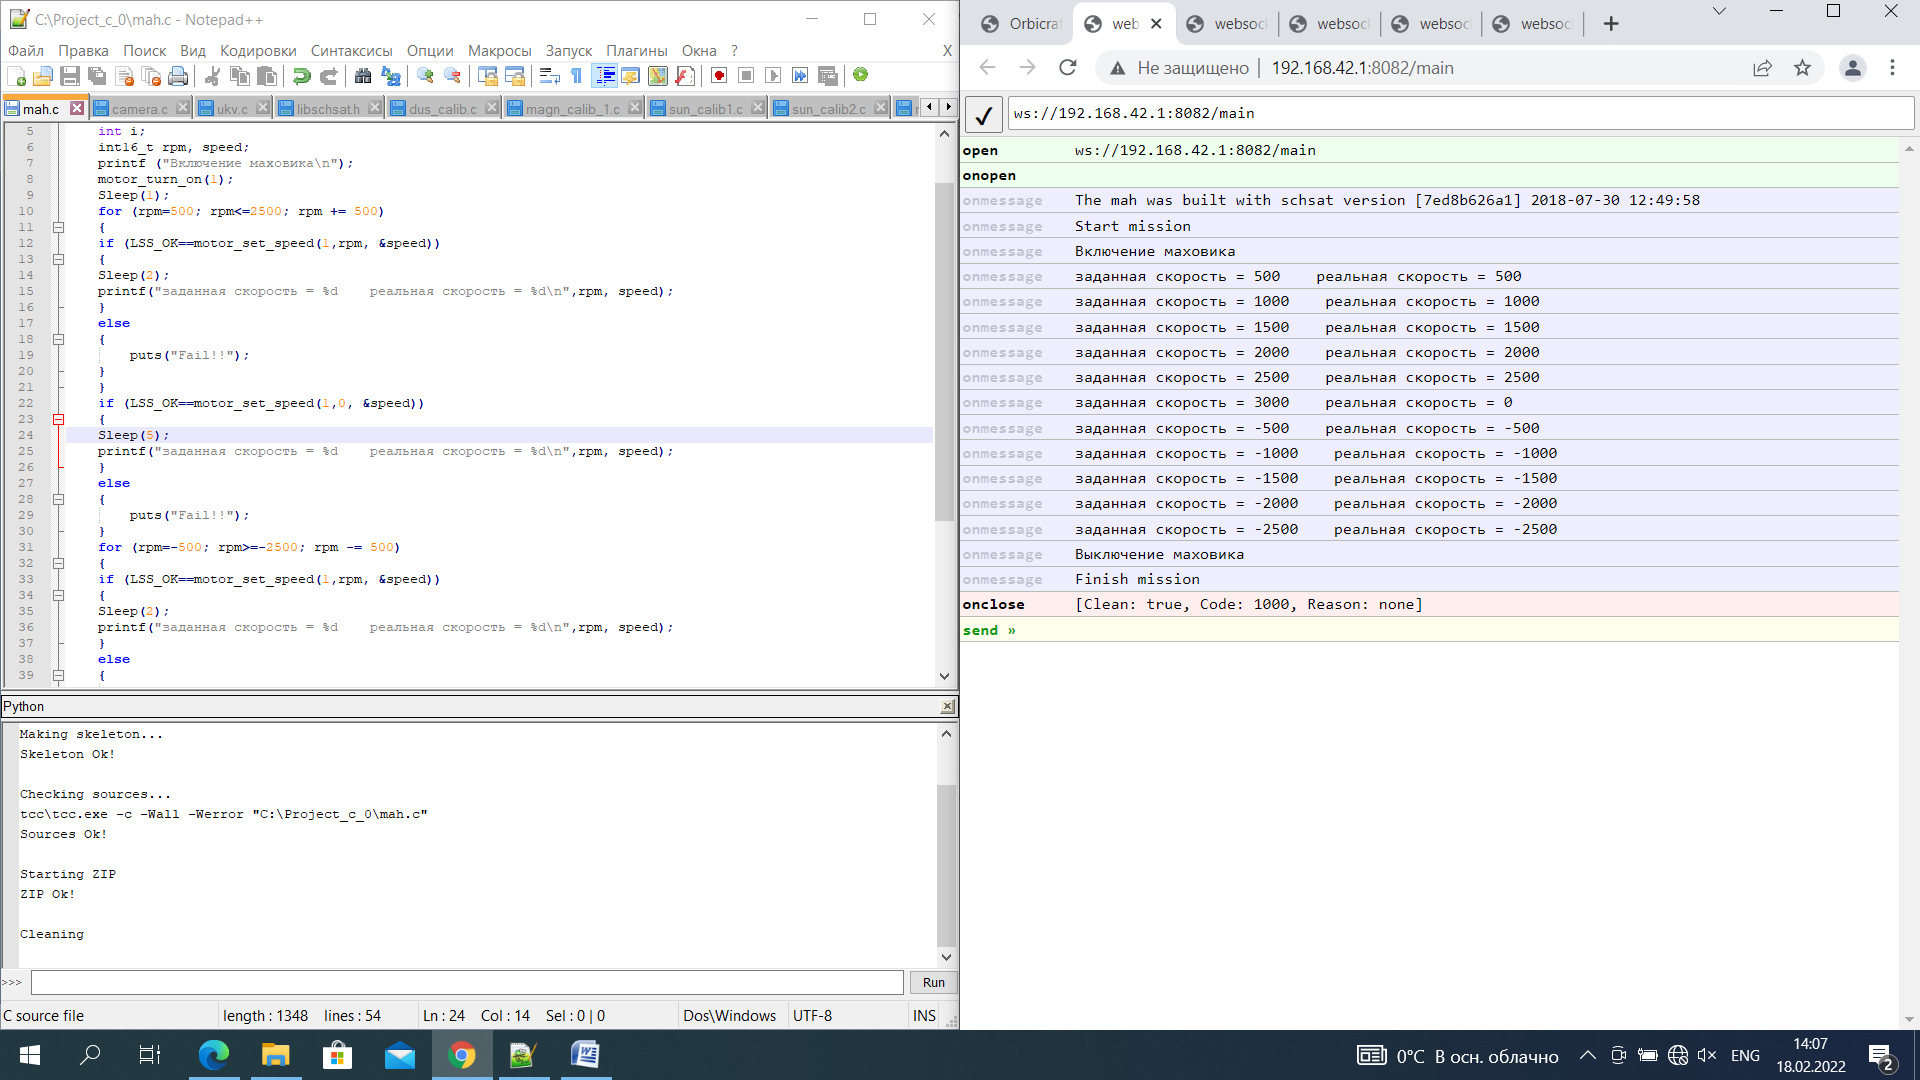 C:\Project_c_0\mah.c - Notepad++
Файл Правка Поиск Вид Кодировки Синтаксисы Опции Макросы Запуск Плагины Окна ? X
mah.c camera.c ukv.c libschsat.h dus_calib.c magn_calib_1.c sun_calib1.c sun_calib2.c
5 int i;
6 int16_t rpm, speed;
7 printf ("Включение маховика\n");
8 motor_turn_on(1);
9 Sleep(1);
10 for (rpm=500; rpm<=2500; rpm += 500)
11 {
12 if (LSS_OK==motor_set_speed(1,rpm, &speed))
13 {
14 Sleep(2);
15 printf("заданная скорость = %d    реальная скорость = %d\n",rpm, speed);
16 }
17 else
18 {
19 puts("Fail!!");
20 }
21 }
22 if (LSS_OK==motor_set_speed(1,0, &speed))
23 {
24 Sleep(5);
25 printf("заданная скорость = %d    реальная скорость = %d\n",rpm, speed);
26 }
27 else
28 {
29 puts("Fail!!");
30 }
31 for (rpm=-500; rpm>=-2500; rpm -= 500)
32 {
33 if (LSS_OK==motor_set_speed(1,rpm, &speed))
34 {
35 Sleep(2);
36 printf("заданная скорость = %d    реальная скорость = %d\n",rpm, speed);
37 }
38 else
39 {
Python
Making skeleton...
Skeleton Ok!
Checking sources...
tcc\tcc.exe -c -Wall -Werror "C:\Project_c_0\mah.c"
Sources Ok!
Starting ZIP
ZIP Ok!
Cleaning
>>> Run
C source file length : 1348 lines : 54 Ln : 24 Col : 14 Sel : 0 | 0 Dos\Windows UTF-8 INS
Orbicra web websoc websoc websoc websoc
Не защищено 192.168.42.1:8082/main
ws://192.168.42.1:8082/main
open ws://192.168.42.1:8082/main
onopen
onmessage The mah was built with schsat version [7ed8b626a1] 2018-07-30 12:49:58
onmessage Start mission
onmessage Включение маховика
onmessage заданная скорость = 500    реальная скорость = 500
onmessage заданная скорость = 1000    реальная скорость = 1000
onmessage заданная скорость = 1500    реальная скорость = 1500
onmessage заданная скорость = 2000    реальная скорость = 2000
onmessage заданная скорость = 2500    реальная скорость = 2500
onmessage заданная скорость = 3000    реальная скорость = 0
onmessage заданная скорость = -500    реальная скорость = -500
onmessage заданная скорость = -1000    реальная скорость = -1000
onmessage заданная скорость = -1500    реальная скорость = -1500
onmessage заданная скорость = -2000    реальная скорость = -2000
onmessage заданная скорость = -2500    реальная скорость = -2500
onmessage Выключение маховика
onmessage Finish mission
onclose [Clean: true, Code: 1000, Reason: none]
send »
0°C В осн. облачно ENG 14:07
18.02.2022 2